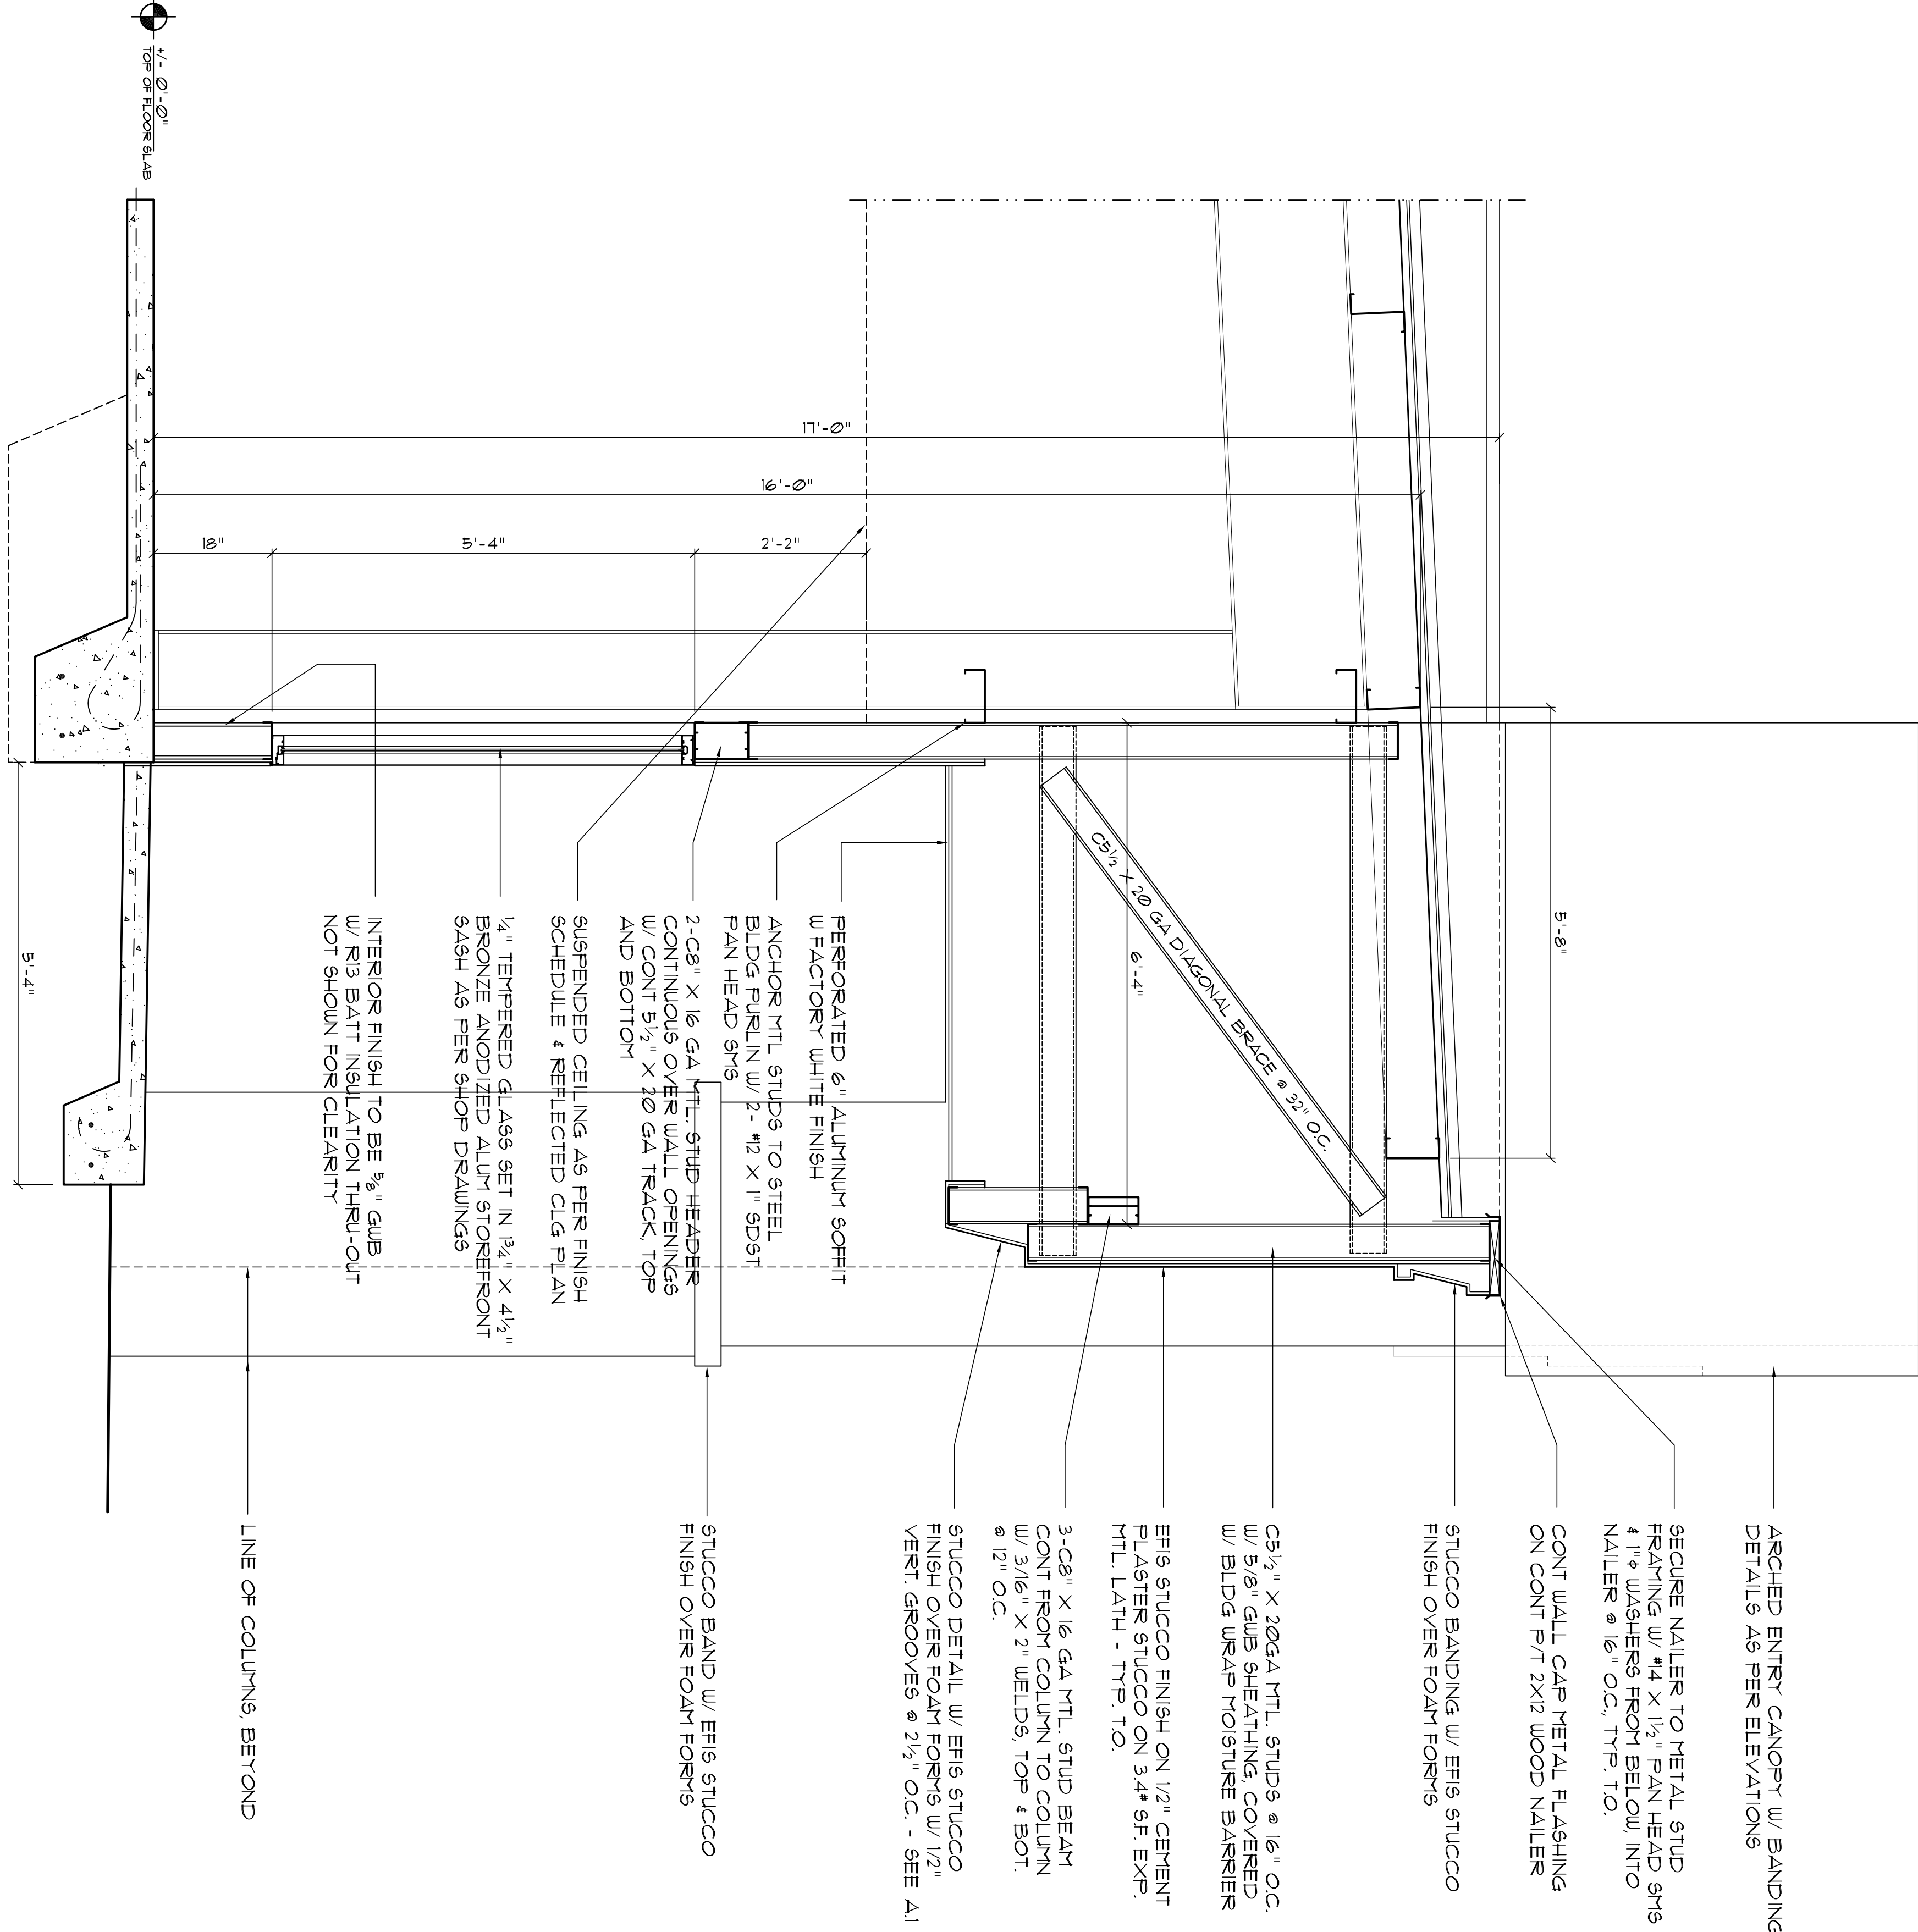 ARCHED ENTRY CANOPY W/ BANDING
DETAILS AS PER ELEVATIONS
SECURE NAILER TO METAL STUD
FRAMING W/ #14 X 1½" PAN HEAD SMS
& 1"Ø WASHERS FROM BELOW, INTO
NAILER @ 16" O.C., TYP. T.O.
CONT WALL CAP METAL FLASHING
ON CONT P/T 2X12 WOOD NAILER
STUCCO BANDING W/ EFIS STUCCO
FINISH OVER FOAM FORMS
C5½" X 20GA MTL. STUDS @ 16" O.C.
W/ 5/8" GWB SHEATHING, COVERED
W/ BLDG WRAP MOISTURE BARRIER
EFIS STUCCO FINISH ON 1/2" CEMENT
PLASTER STUCCO ON 3.4# S.F. EXP.
MTL. LATH - TYP. T.O.
3-C8" X 16 GA MTL. STUD BEAM
CONT FROM COLUMN TO COLUMN
W/ 3/16" X 2" WELDS, TOP & BOT.
@ 12" O.C.
STUCCO DETAIL W/ EFIS STUCCO
FINISH OVER FOAM FORMS W/ 1/2"
VERT. GROOVES @ 2½" O.C. - SEE A.1
STUCCO BAND W/ EFIS STUCCO
FINISH OVER FOAM FORMS
LINE OF COLUMNS, BEYOND
5'-8"
C5½ X 20 GA DIAGONAL BRACE @ 32" O.C.
6'-4"
PERFORATED 6" ALUMINUM SOFFIT
W FACTORY WHITE FINISH
ANCHOR MTL STUDS TO STEEL
BLDG PURLIN W/ 2- #12 X 1" SDST
PAN HEAD SMS
2-C8" X 16 GA MTL. STUD HEADER
CONTINUOUS OVER WALL OPENINGS
W/ CONT 5½" X 20 GA TRACK, TOP
AND BOTTOM
SUSPENDED CEILING AS PER FINISH
SCHEDULE & REFLECTED CLG PLAN
¼" TEMPERED GLASS SET IN 1¾" X 4½"
BRONZE ANODIZED ALUM STOREFRONT
SASH AS PER SHOP DRAWINGS
INTERIOR FINISH TO BE ⅝" GWB
W/ R13 BATT INSULATION THRU-OUT
NOT SHOWN FOR CLEARITY
5'-4"
17'-0"
16'-0"
18"
5'-4"
2'-2"
+/- 0'-0"
TOP OF FLOOR SLAB